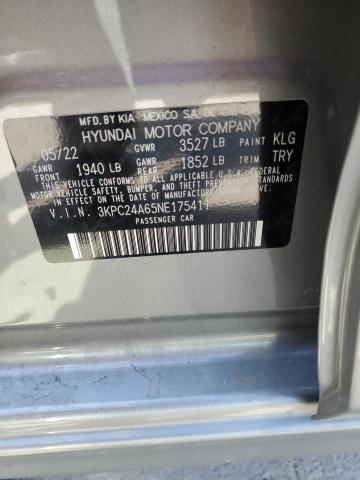 MFD. BY KIA MEXICO S.A. DE
HYUNDAI MOTOR COMPANY
05/22 GVWR 3527 LB PAINT KLG
GAWR FRONT 1940 LB GAWR REAR 1852 LB TRIM TRY
THIS VEHICLE CONFORMS TO ALL APPLICABLE FEDERAL
MOTOR VEHICLE SAFETY, BUMPER, AND THEFT PREVENTION
STANDARDS IN EFFECT ON THE DATE OF MANUFACTURE SHOWN ABOVE.
V.I.N. 3KPC24A65NE175411
PASSENGER CAR